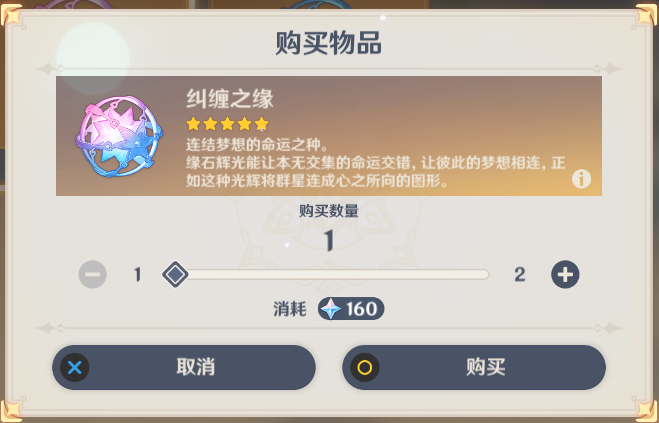 购买物品
纠缠之缘
连结梦想的命运之种。
缘石辉光能让本无交集的命运交错,让彼此的梦想相连,正
如这种光辉将群星连成心之所向的图形。
购买数量
1
1 2
消耗 160
取消 购买